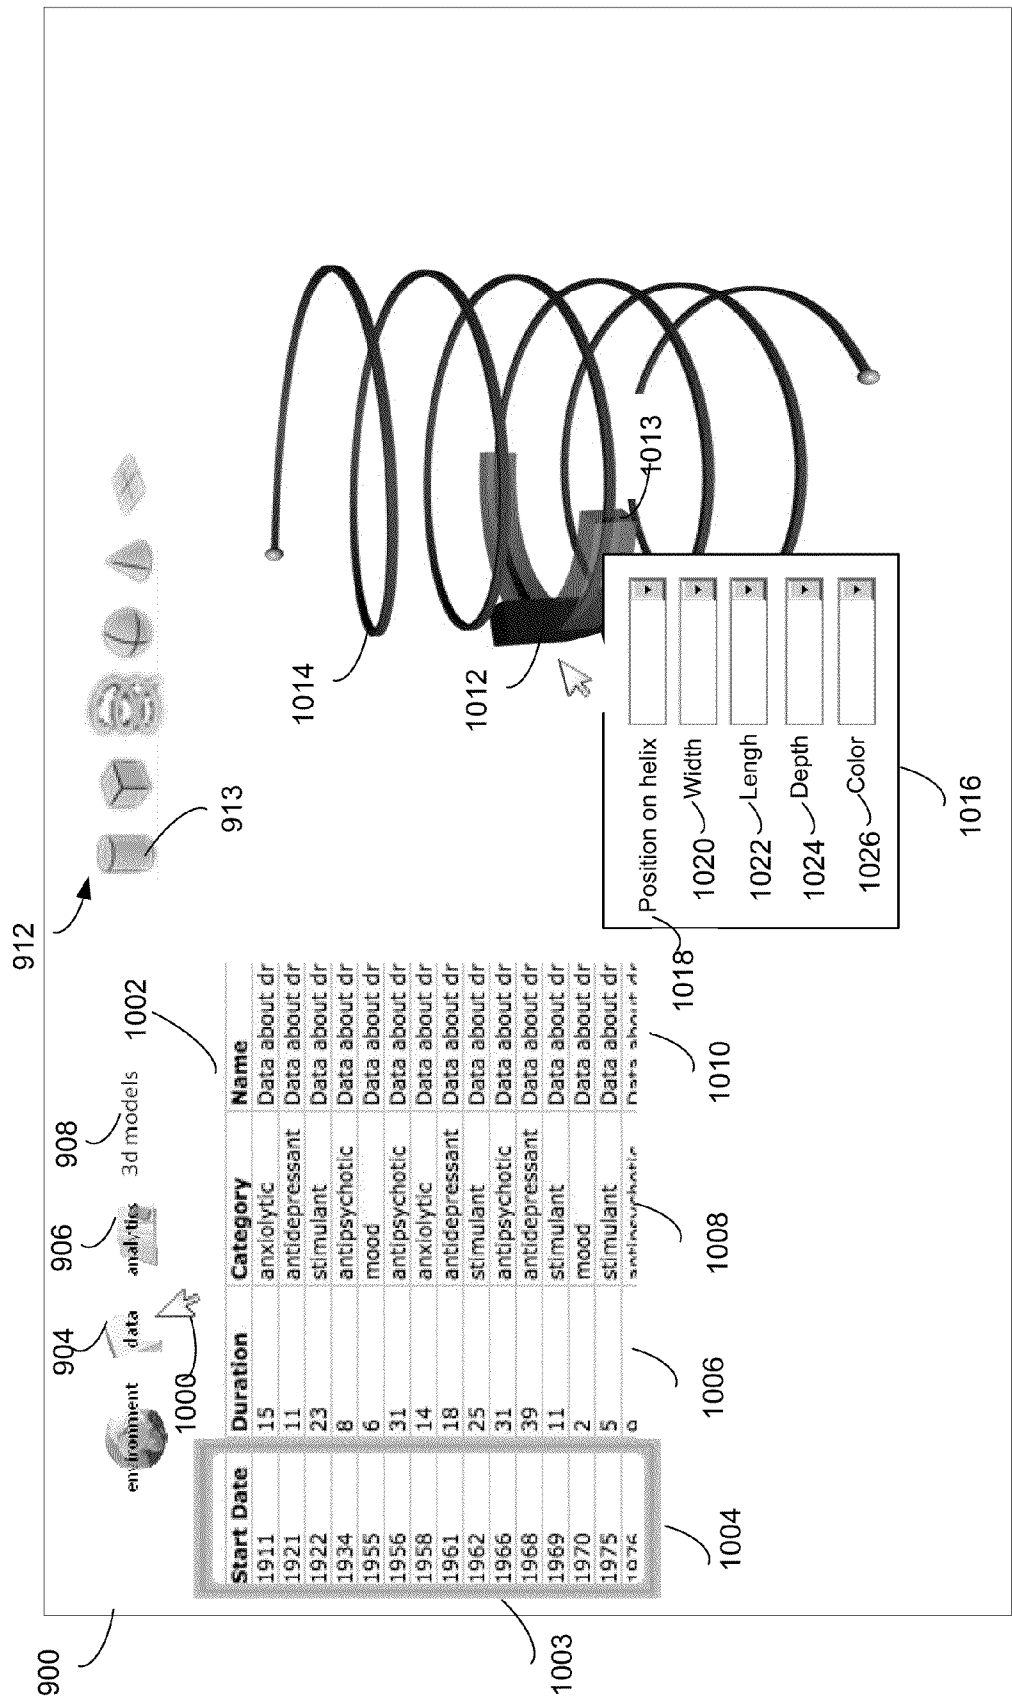 900
912
904
906
908
1002
environment data analytics 3d models
1000
913
Start Date Duration Category Name
1911 15 anxiolytic Data about dr
1921 11 antidepressant Data about dr
1922 23 stimulant Data about dr
1934 8 antipsychotic Data about dr
1955 6 mood Data about dr
1956 31 antipsychotic Data about dr
1958 14 anxiolytic Data about dr
1961 18 antidepressant Data about dr
1962 25 stimulant Data about dr
1966 31 antipsychotic Data about dr
1968 39 antidepressant Data about dr
1969 11 stimulant Data about dr
1970 2 mood Data about dr
1975 5 stimulant Data about dr
1003
1004
1006
1008
1010
1014
1012
1013
1018
Position on helix
1020 Width
1022 Lengh
1024 Depth
1026 Color
1016